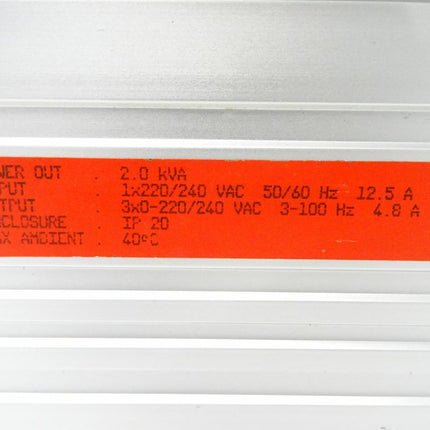 WER OUT : 2.0 kVA
PUT : 1x220/240 VAC 50/60 Hz 12.5 A
TPUT : 3x0-220/240 VAC 3-100 Hz 4.8 A
CLOSURE : IP 20
X AMBIENT : 40ºC